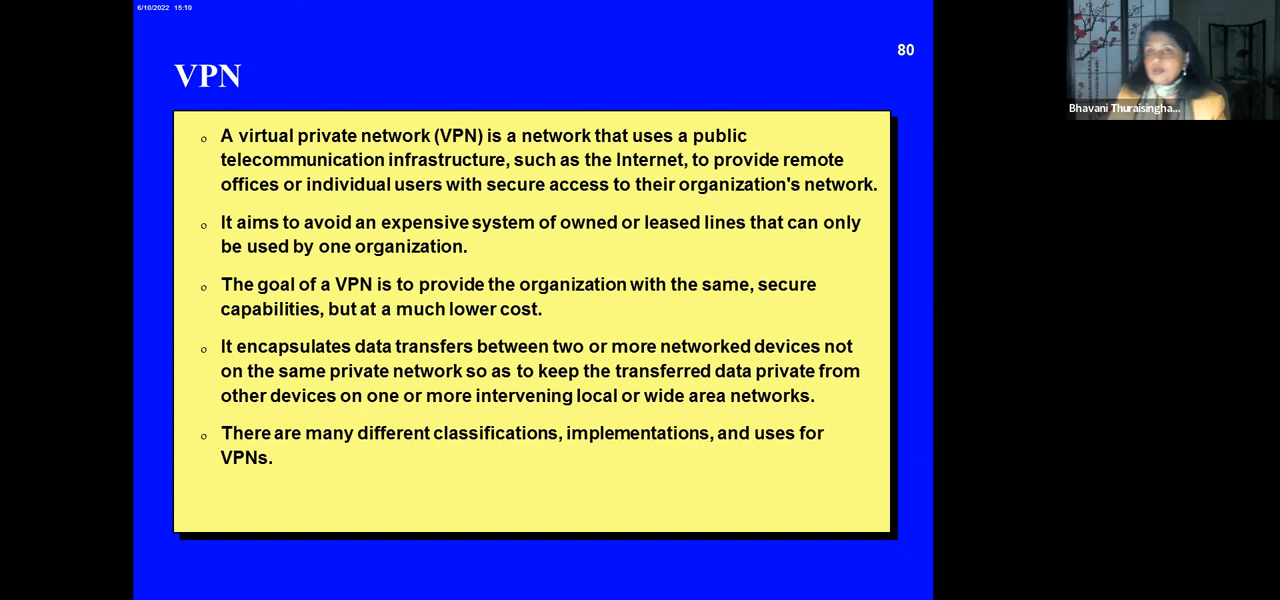 6/10/2022 15:10
80
VPN
o A virtual private network (VPN) is a network that uses a public
telecommunication infrastructure, such as the Internet, to provide remote
offices or individual users with secure access to their organization's network.
o It aims to avoid an expensive system of owned or leased lines that can only
be used by one organization.
o The goal of a VPN is to provide the organization with the same, secure
capabilities, but at a much lower cost.
o It encapsulates data transfers between two or more networked devices not
on the same private network so as to keep the transferred data private from
other devices on one or more intervening local or wide area networks.
o There are many different classifications, implementations, and uses for
VPNs.
Bhavani Thuraisingha...